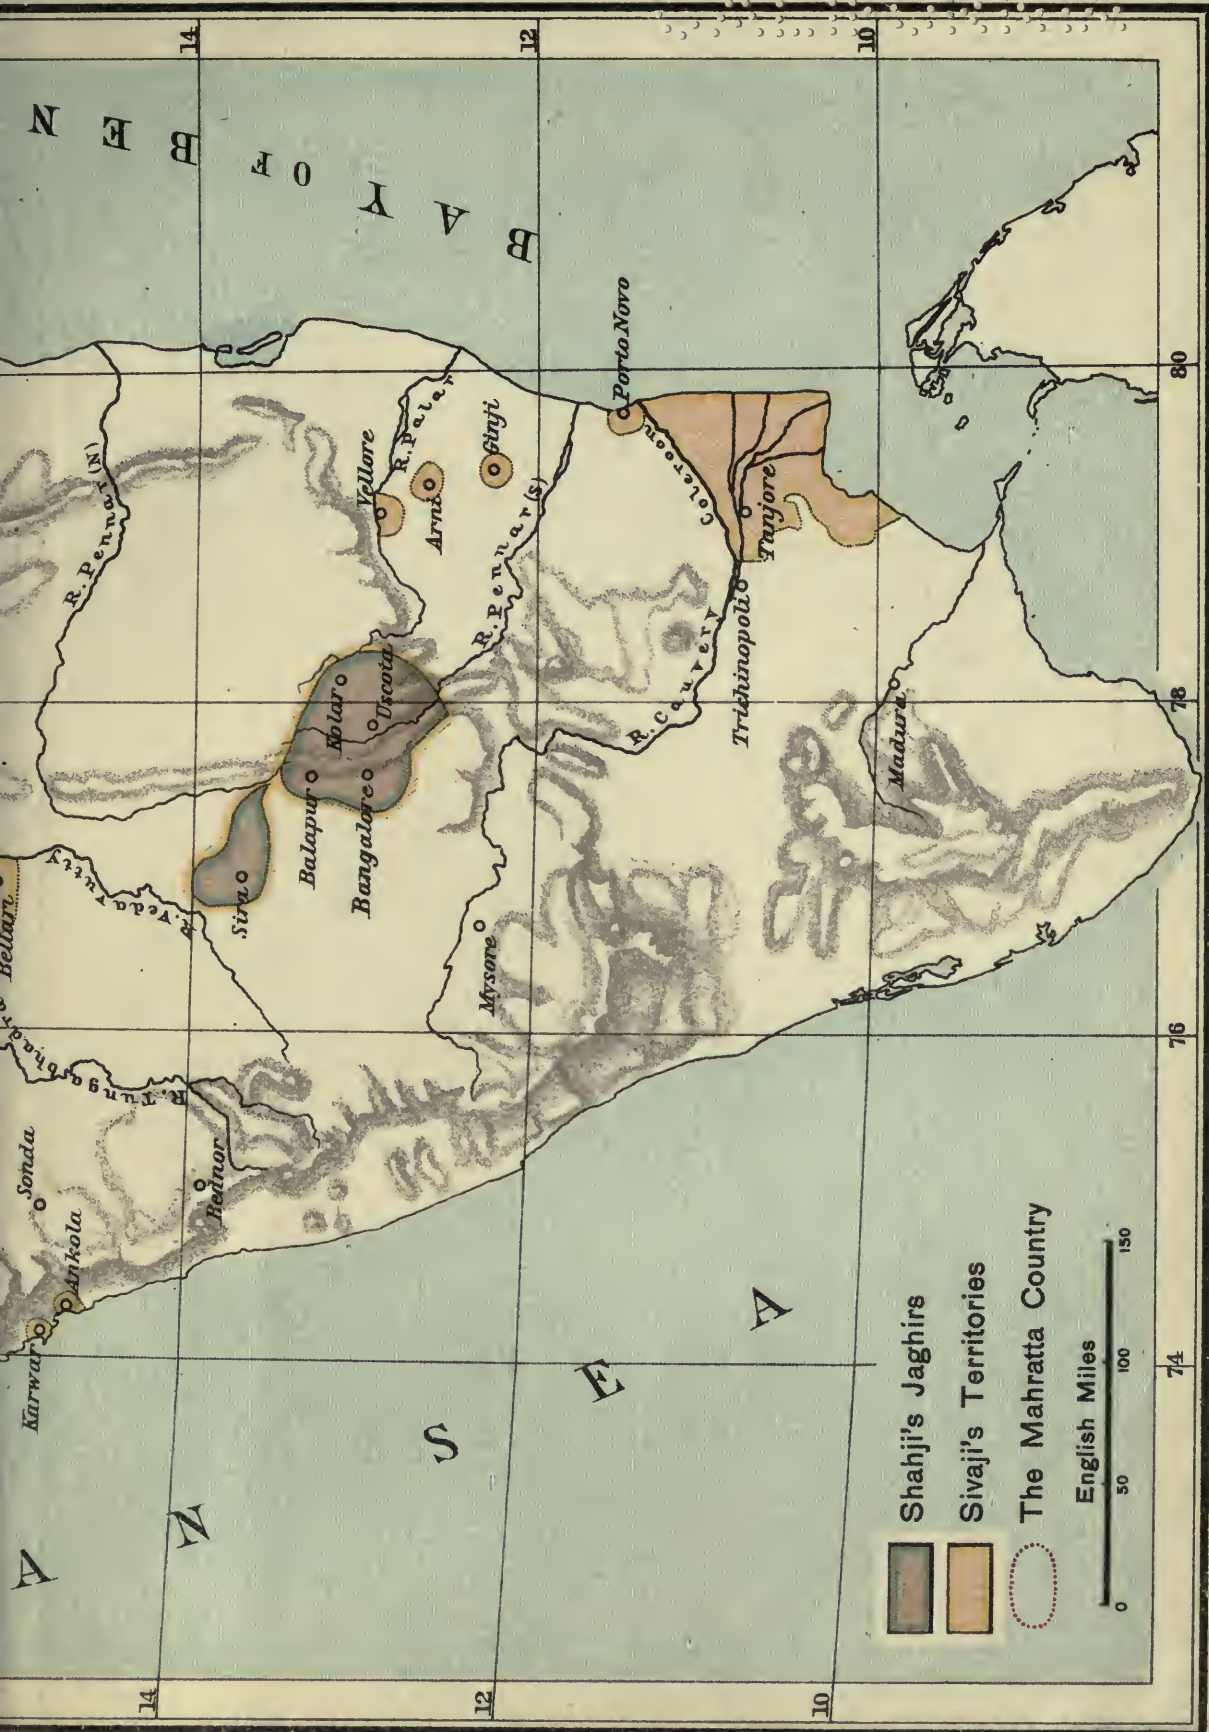 14
12
10
BAY OF BEN
80
78
76
74
14
12
10
AN SEA
R. Pennar (N)
Vellore
R. Palar
Arni
Ginji
Porto Novo
R. Pennar (S)
Coleroon
Tanjore
Trichinopoli
R. Cauvery
Madura
Kolar
Uscota
Balapur
Bangalore
Sira
R. Vedavutty
Mysore
Bellari
R. Tungabhadra
Sonda
Bednor
Ankola
Karwar
Shahji's Jaghirs
Sivaji's Territories
The Mahratta Country
English Miles
0 50 100 150